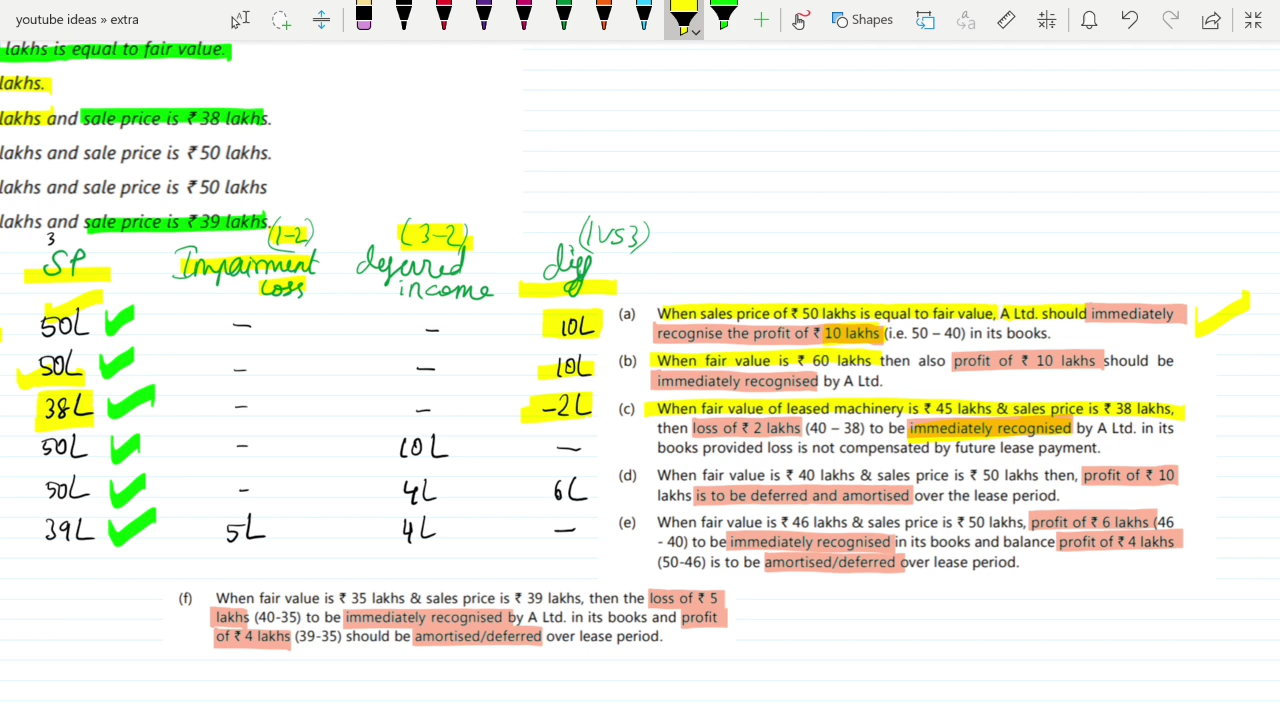 youtube ideas » extra
Shapes
lakhs is equal to fair value.
lakhs.
lakhs and sale price is ₹ 38 lakhs.
lakhs and sale price is ₹ 50 lakhs.
lakhs and sale price is ₹ 50 lakhs
lakhs and sale price is ₹ 39 lakhs.
3 (1-2) (3-2) (1 VS 3)
SP Impairment deferred diff
Loss income
50L - - 10L
50L - - 10L
38L - - -2L
50L - 10L -
50L - 4L 6L
39L 5L 4L -
(a) When sales price of ₹ 50 lakhs is equal to fair value, A Ltd. should immediately
recognise the profit of ₹ 10 lakhs (i.e. 50 – 40) in its books.
(b) When fair value is ₹ 60 lakhs then also profit of ₹ 10 lakhs should be
immediately recognised by A Ltd.
(c) When fair value of leased machinery is ₹ 45 lakhs & sales price is ₹ 38 lakhs,
then loss of ₹ 2 lakhs (40 – 38) to be immediately recognised by A Ltd. in its
books provided loss is not compensated by future lease payment.
(d) When fair value is ₹ 40 lakhs & sales price is ₹ 50 lakhs then, profit of ₹ 10
lakhs is to be deferred and amortised over the lease period.
(e) When fair value is ₹ 46 lakhs & sales price is ₹ 50 lakhs, profit of ₹ 6 lakhs (46
- 40) to be immediately recognised in its books and balance profit of ₹ 4 lakhs
(50-46) is to be amortised/deferred over lease period.
(f) When fair value is ₹ 35 lakhs & sales price is ₹ 39 lakhs, then the loss of ₹ 5
lakhs (40-35) to be immediately recognised by A Ltd. in its books and profit
of ₹ 4 lakhs (39-35) should be amortised/deferred over lease period.